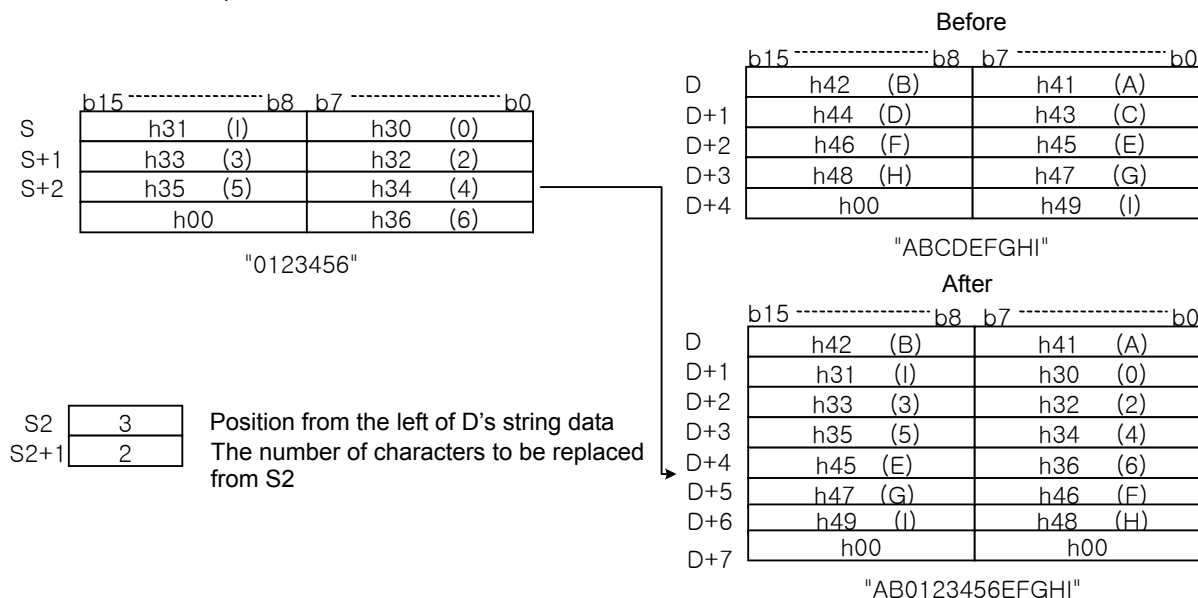 Before
b15 b8 b7 b0
D h42 (B) h41 (A)
D+1 h44 (D) h43 (C)
D+2 h46 (F) h45 (E)
D+3 h48 (H) h47 (G)
D+4 h00 h49 (I)
"ABCDEFGHI"
b15 b8 b7 b0
S h31 (I) h30 (0)
S+1 h33 (3) h32 (2)
S+2 h35 (5) h34 (4)
h00 h36 (6)
"0123456"
After
b15 b8 b7 b0
D h42 (B) h41 (A)
D+1 h31 (I) h30 (0)
D+2 h33 (3) h32 (2)
D+3 h35 (5) h34 (4)
D+4 h45 (E) h36 (6)
D+5 h47 (G) h46 (F)
D+6 h49 (I) h48 (H)
D+7 h00 h00
"AB0123456EFGHI"
S2 3 Position from the left of D's string data
S2+1 2 The number of characters to be replaced
from S2